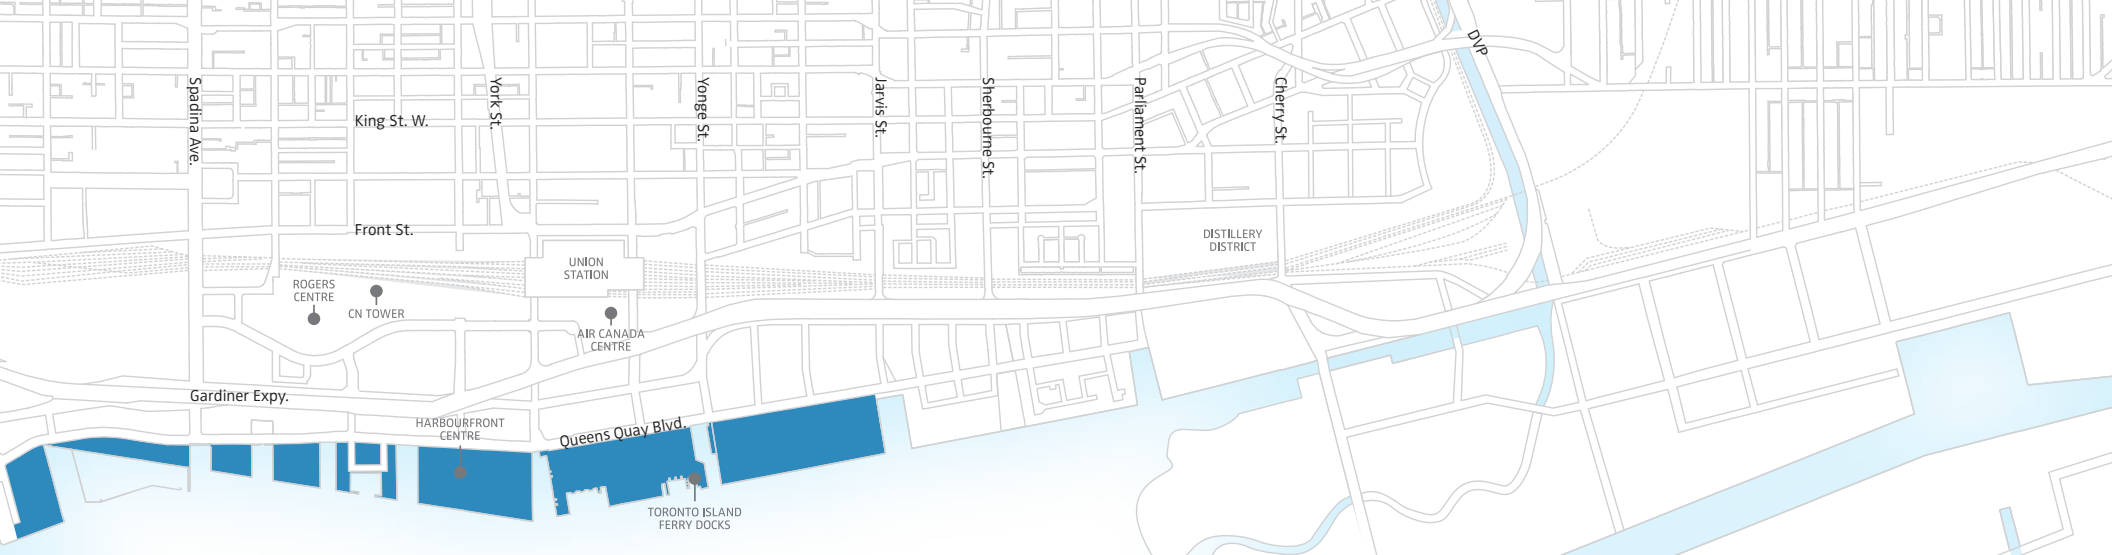 DVP
Spadina Ave.
York St.
Yonge St.
Jarvis St.
Sherbourne St.
Parliament St.
Cherry St.
King St. W.
Front St.
DISTILLERY
DISTRICT
UNION
STATION
ROGERS
CENTRE
CN TOWER
AIR CANADA
CENTRE
Gardiner Expy.
HARBOURFRONT
CENTRE
Queens Quay Blvd.
TORONTO ISLAND
FERRY DOCKS